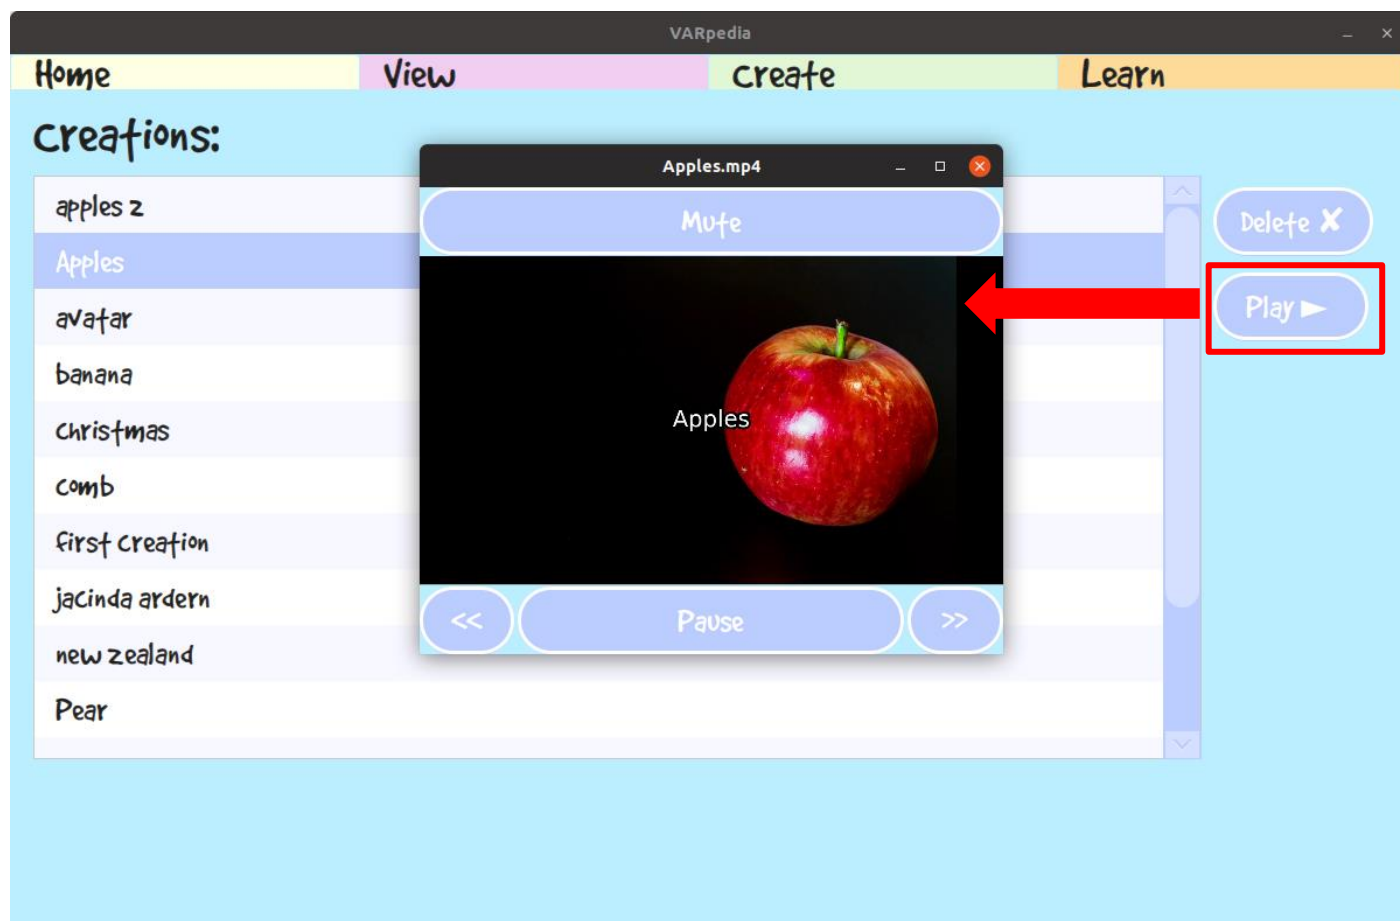 VARpedia
Home View Create Learn
Creations:
apples 2
Apples
avatar
banana
Christmas
comb
first creation
jacinda ardern
new zealand
Pear
Delete ✘
Play ►
Apples.mp4
Mute
Apples
<< Pause >>